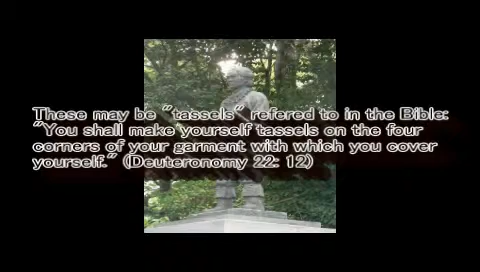 These may be “tassels” refered to in the Bible:
“You shall make yourself tassels on the four
corners of your garment with which you cover
yourself.” (Deuteronomy 22: 12)